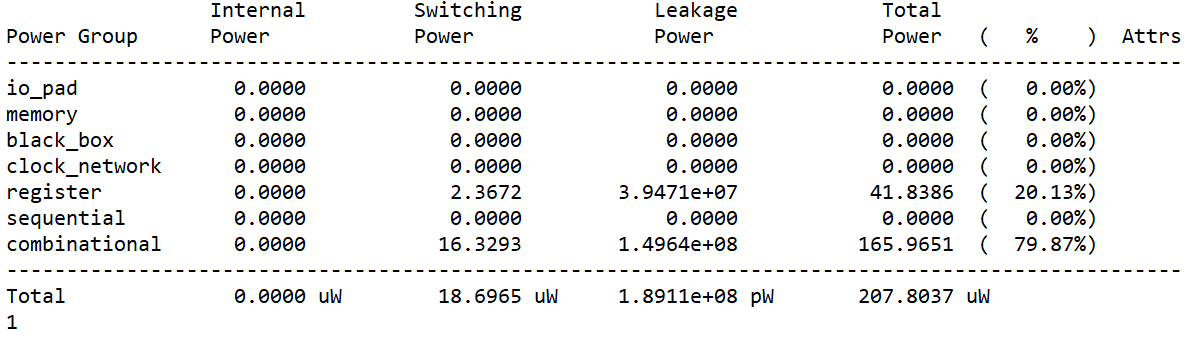 Internal         Switching           Leakage            Total
Power Group      Power            Power               Power              Power   (   %    )  Attrs
--------------------------------------------------------------------------------------------------
io_pad             0.0000            0.0000            0.0000            0.0000  (   0.00%)
memory             0.0000            0.0000            0.0000            0.0000  (   0.00%)
black_box          0.0000            0.0000            0.0000            0.0000  (   0.00%)
clock_network      0.0000            0.0000            0.0000            0.0000  (   0.00%)
register           0.0000            2.3672        3.9471e+07           41.8386  (  20.13%)
sequential         0.0000            0.0000            0.0000            0.0000  (   0.00%)
combinational      0.0000           16.3293        1.4964e+08          165.9651  (  79.87%)
--------------------------------------------------------------------------------------------------
Total              0.0000 uW        18.6965 uW     1.8911e+08 pW       207.8037 uW
1